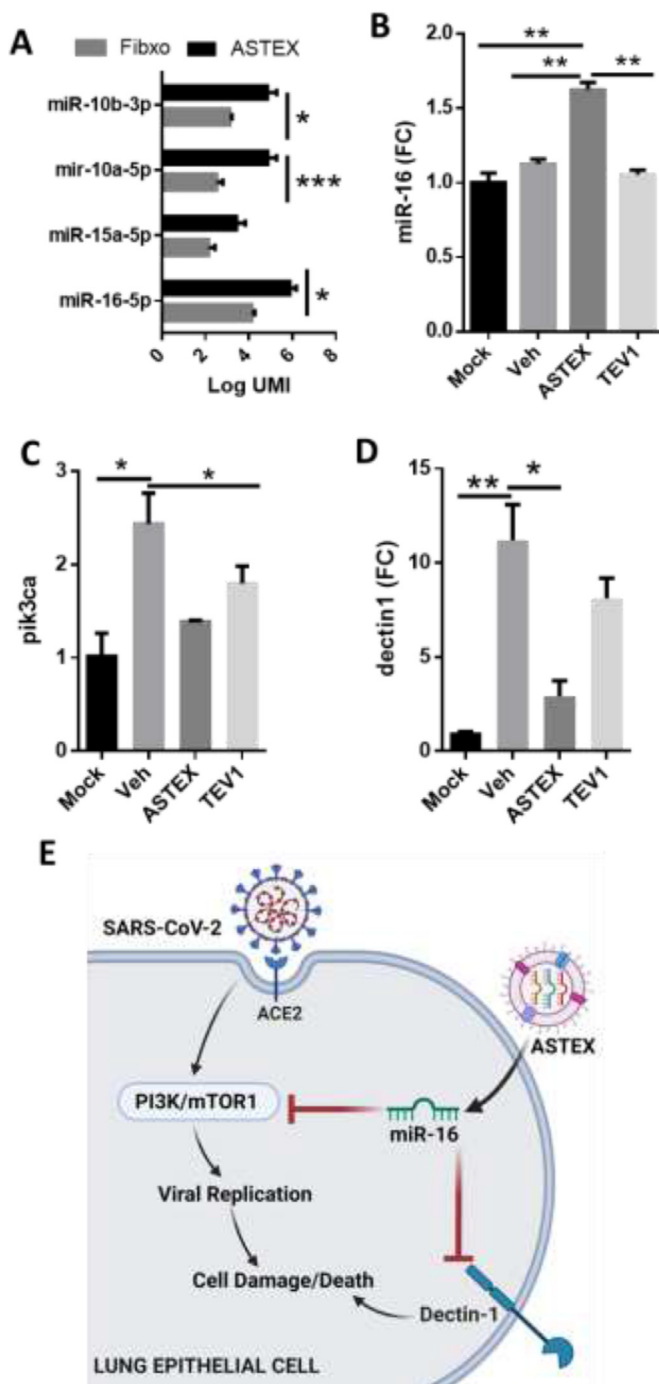 A
Fibxo ASTEX
miR-10b-3p
*
mir-10a-5p
***
miR-15a-5p
miR-16-5p
*
0 2 4 6 8
Log UMI
B
**
** **
miR-16 (FC)
2.0
1.5
1.0
0.5
0.0
Mock Veh ASTEX TEV1
C
* *
pik3ca
3
2
1
0
Mock Veh ASTEX TEV1
D
** *
dectin1 (FC)
15
10
5
0
Mock Veh ASTEX TEV1
E
SARS-CoV-2
ACE2
ASTEX
PI3K/mTOR1
miR-16
Viral Replication
Cell Damage/Death
Dectin-1
LUNG EPITHELIAL CELL